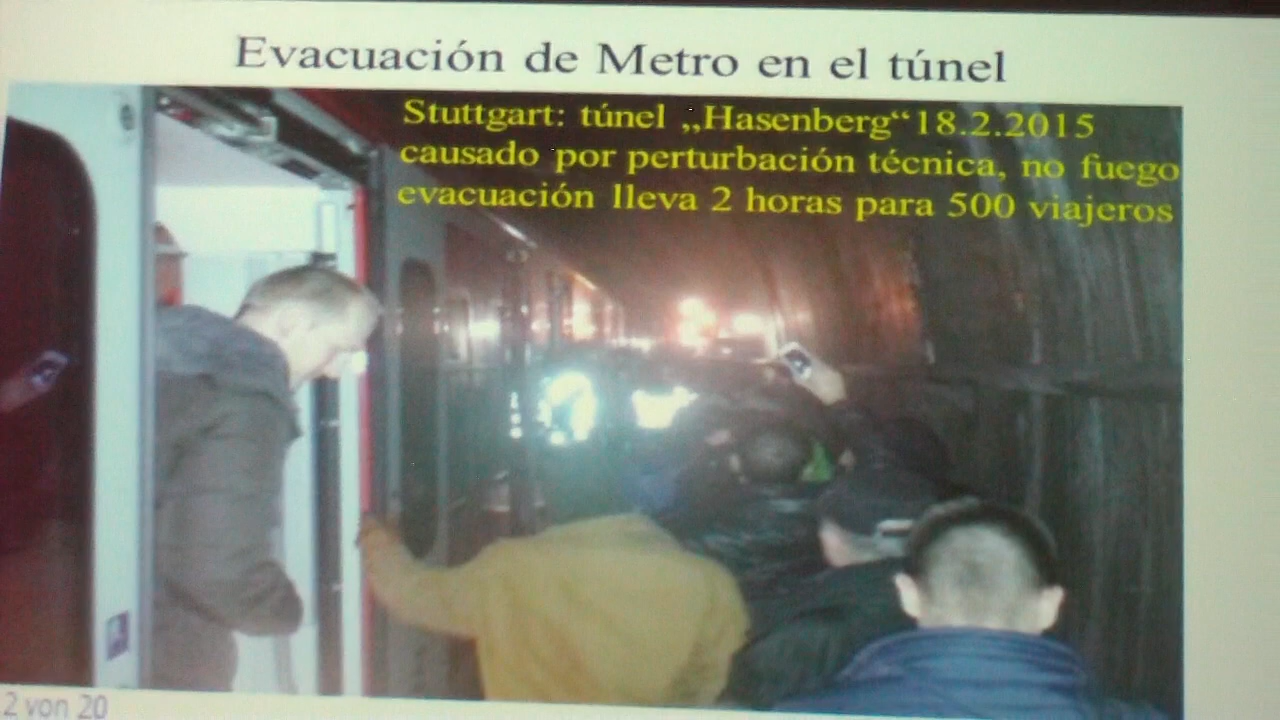 Evacuación de Metro en el túnel
Stuttgart: túnel „Hasenberg“ 18.2.2015
causado por perturbación técnica, no fuego
evacuación lleva 2 horas para 500 viajeros
2 von 20